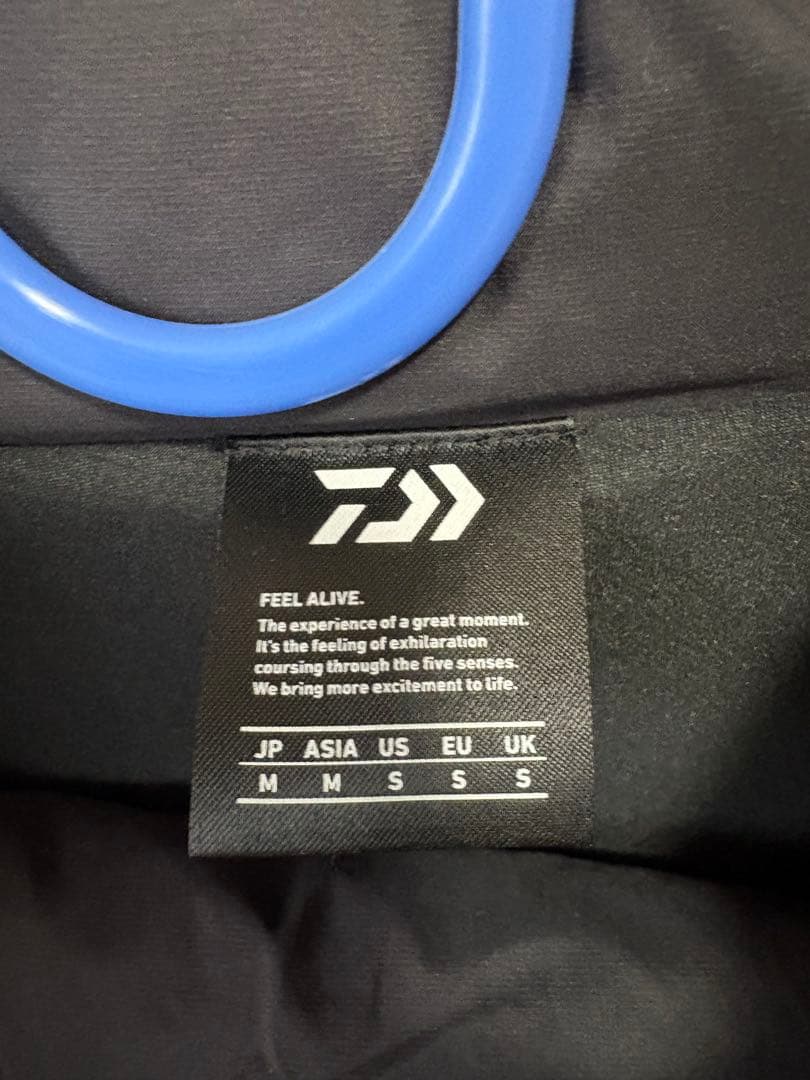 FEEL ALIVE.
The experience of a great moment.
It's the feeling of exhilaration
coursing through the five senses.
We bring more excitement to life.
JP ASIA US EU UK
M M S S S